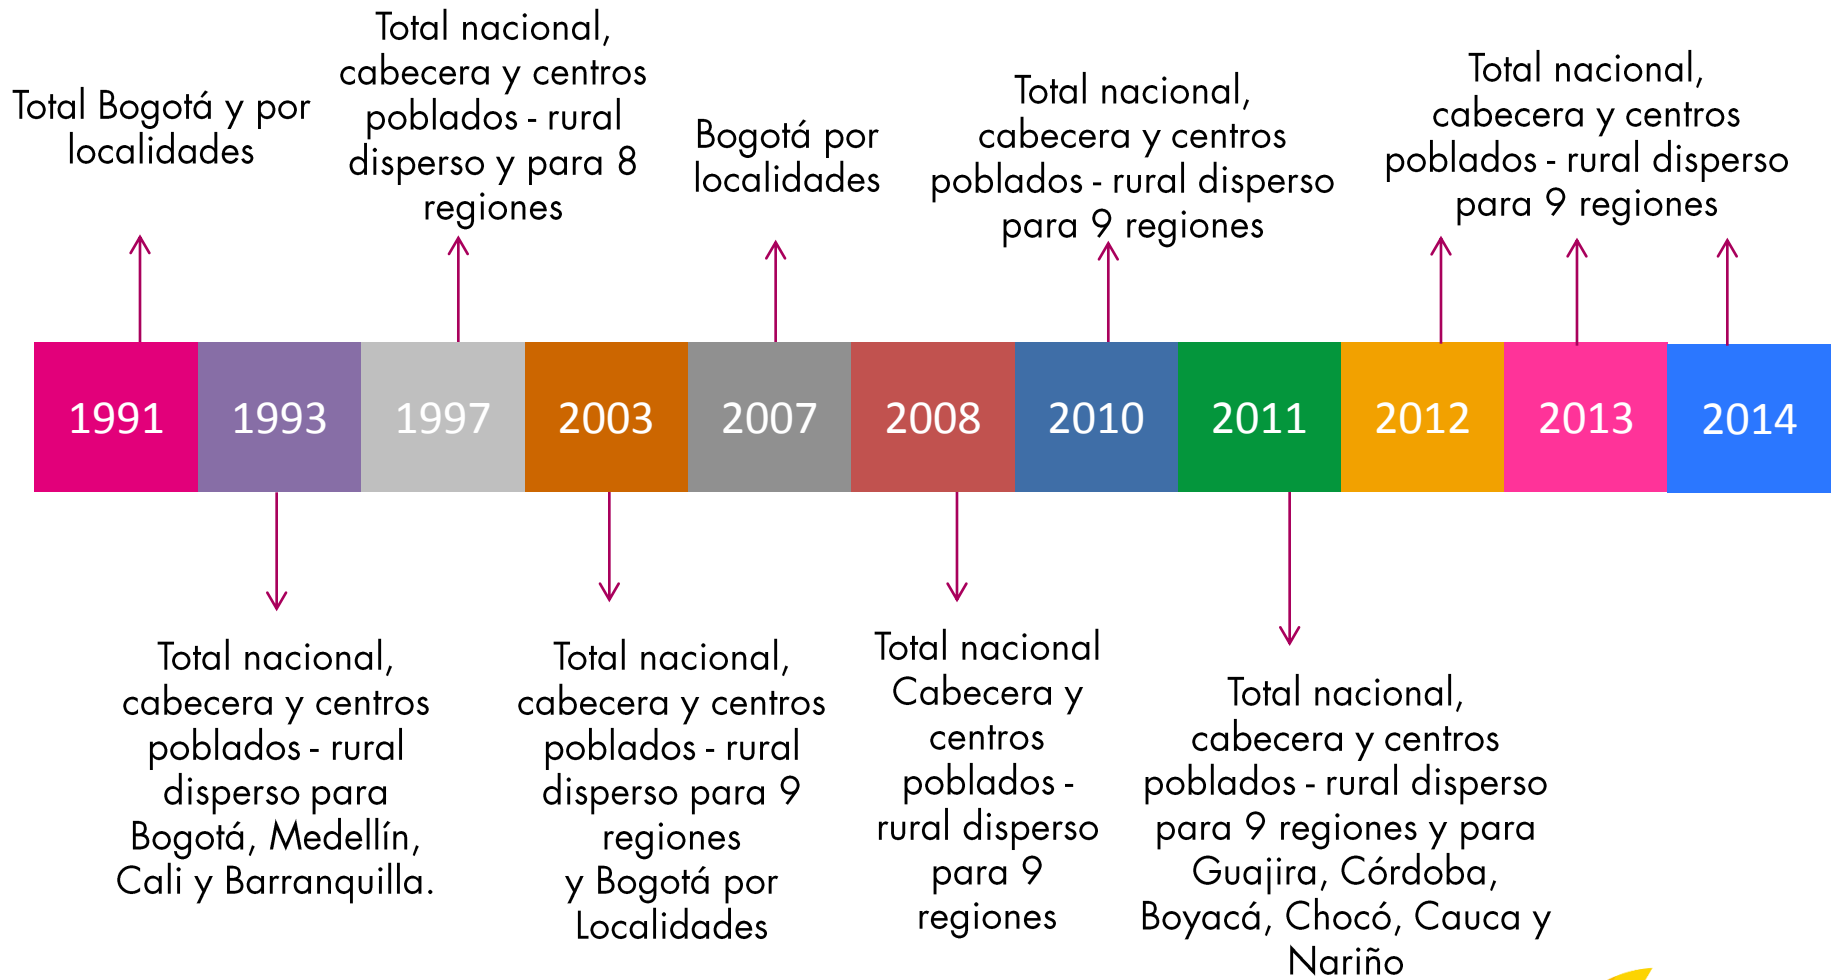 Total Bogotá y por
localidades
Total nacional,
cabecera y centros
poblados - rural
disperso y para 8
regiones
Bogotá por
localidades
Total nacional,
cabecera y centros
poblados - rural disperso
para 9 regiones
Total nacional,
cabecera y centros
poblados - rural disperso
para 9 regiones
1991
1993
1997
2003
2007
2008
2010
2011
2012
2013
2014
Total nacional,
cabecera y centros
poblados - rural
disperso para
Bogotá, Medellín,
Cali y Barranquilla.
Total nacional,
cabecera y centros
poblados - rural
disperso para 9
regiones
y Bogotá por
Localidades
Total nacional
Cabecera y
centros
poblados -
rural disperso
para 9
regiones
Total nacional,
cabecera y centros
poblados - rural disperso
para 9 regiones y para
Guajira, Córdoba,
Boyacá, Chocó, Cauca y
Nariño